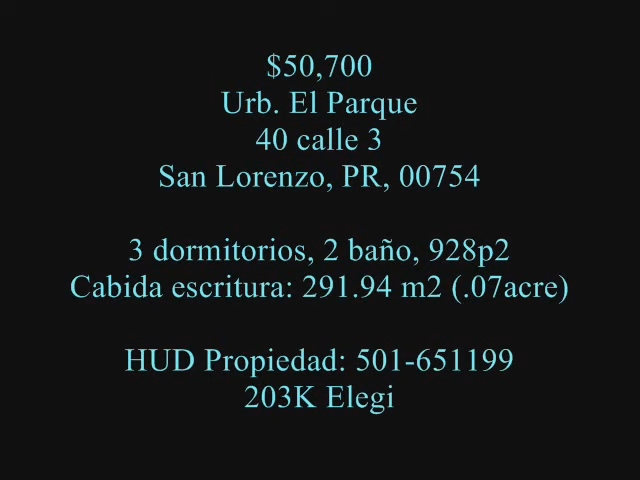 $50,700
Urb. El Parque
40 calle 3
San Lorenzo, PR, 00754
3 dormitorios, 2 baño, 928p2
Cabida escritura: 291.94 m2 (.07acre)
HUD Propiedad: 501-651199
203K Elegi